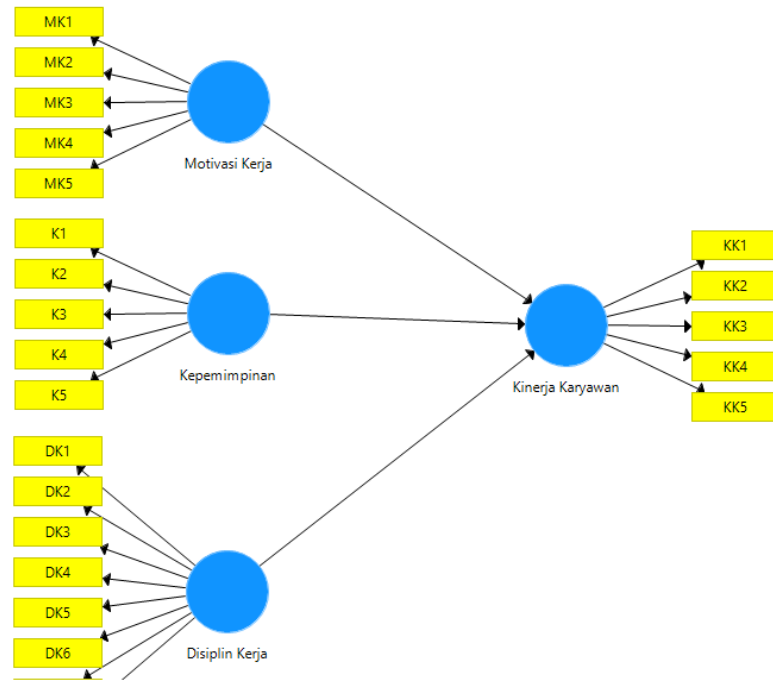 MK1
MK2
MK3
MK4
MK5
Motivasi Kerja
K1
K2
K3
K4
K5
Kepemimpinan
DK1
DK2
DK3
DK4
DK5
DK6
Disiplin Kerja
KK1
KK2
KK3
KK4
KK5
Kinerja Karyawan